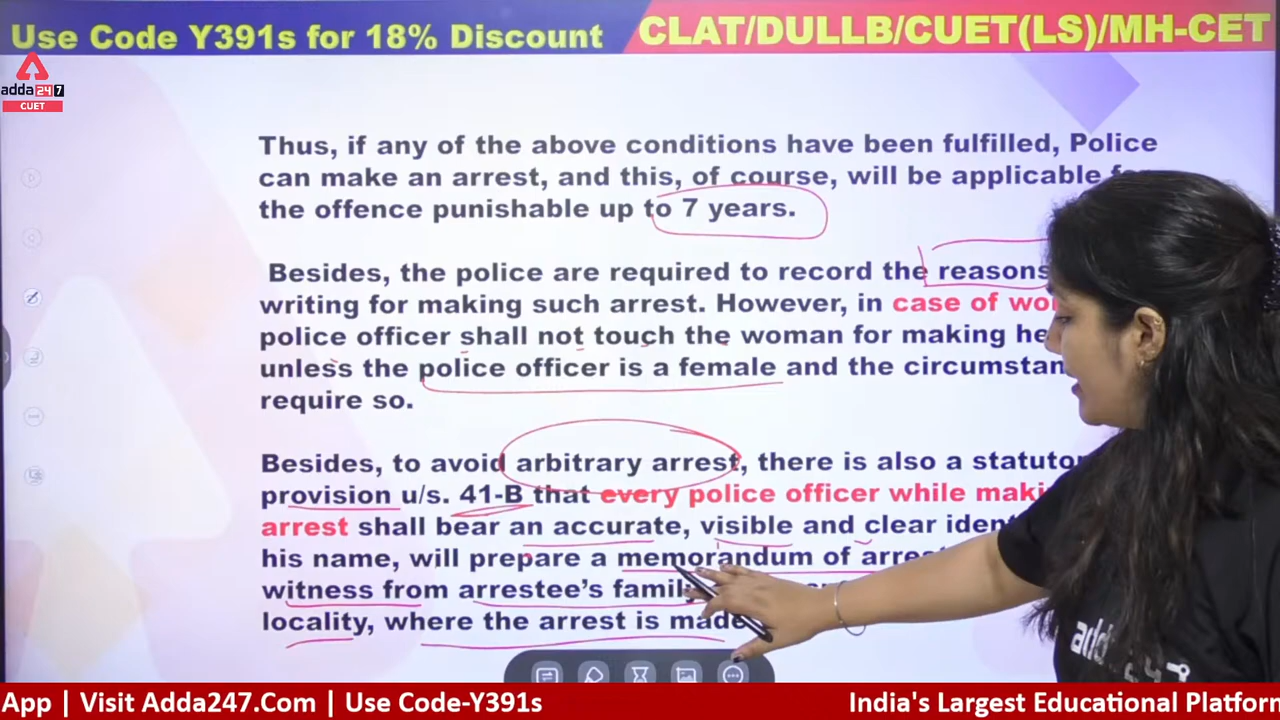 Use Code Y391s for 18% Discount
CLAT/DULLB/CUET(LS)/MH-CET
adda247
CUET
Thus, if any of the above conditions have been fulfilled, Police
can make an arrest, and this, of course, will be applicable
the offence punishable up to 7 years.
Besides, the police are required to record the reasons
writing for making such arrest. However, in case of
police officer shall not touch the woman for making
unless the police officer is a female and the
require so.
Besides, to avoid arbitrary arrest, there is also a
provision u/s. 41-B that every police officer while
arrest shall bear an accurate, visible and clear
his name, will prepare a memorandum of
witness from arrestee's
locality, where the arrest is made
App | Visit Adda247.Com | Use Code-Y391s
India's Largest Educational